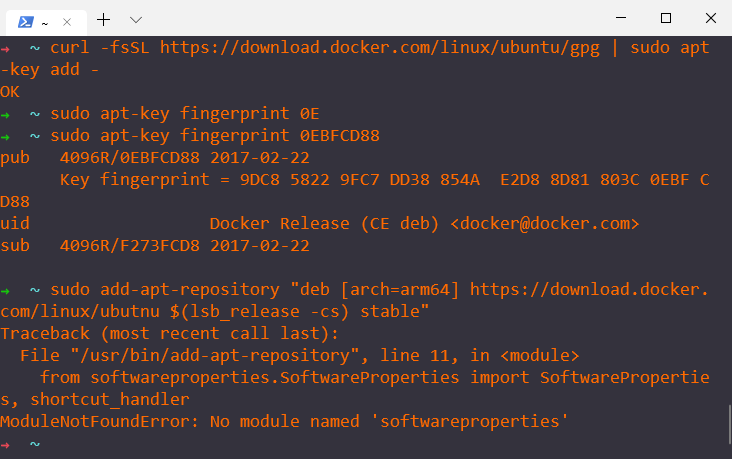 ~
→ ~ curl -fsSL https://download.docker.com/linux/ubuntu/gpg | sudo apt
-key add -
OK
→ ~ sudo apt-key fingerprint 0E
→ ~ sudo apt-key fingerprint 0EBFCD88
pub   4096R/0EBFCD88 2017-02-22
      Key fingerprint = 9DC8 5822 9FC7 DD38 854A  E2D8 8D81 803C 0EBF C
D88
uid                  Docker Release (CE deb) <docker@docker.com>
sub   4096R/F273FCD8 2017-02-22
→ ~ sudo add-apt-repository "deb [arch=arm64] https://download.docker.
com/linux/ubutnu $(lsb_release -cs) stable"
Traceback (most recent call last):
  File "/usr/bin/add-apt-repository", line 11, in <module>
    from softwareproperties.SoftwareProperties import SoftwarePropertie
s, shortcut_handler
ModuleNotFoundError: No module named 'softwareproperties'
→ ~